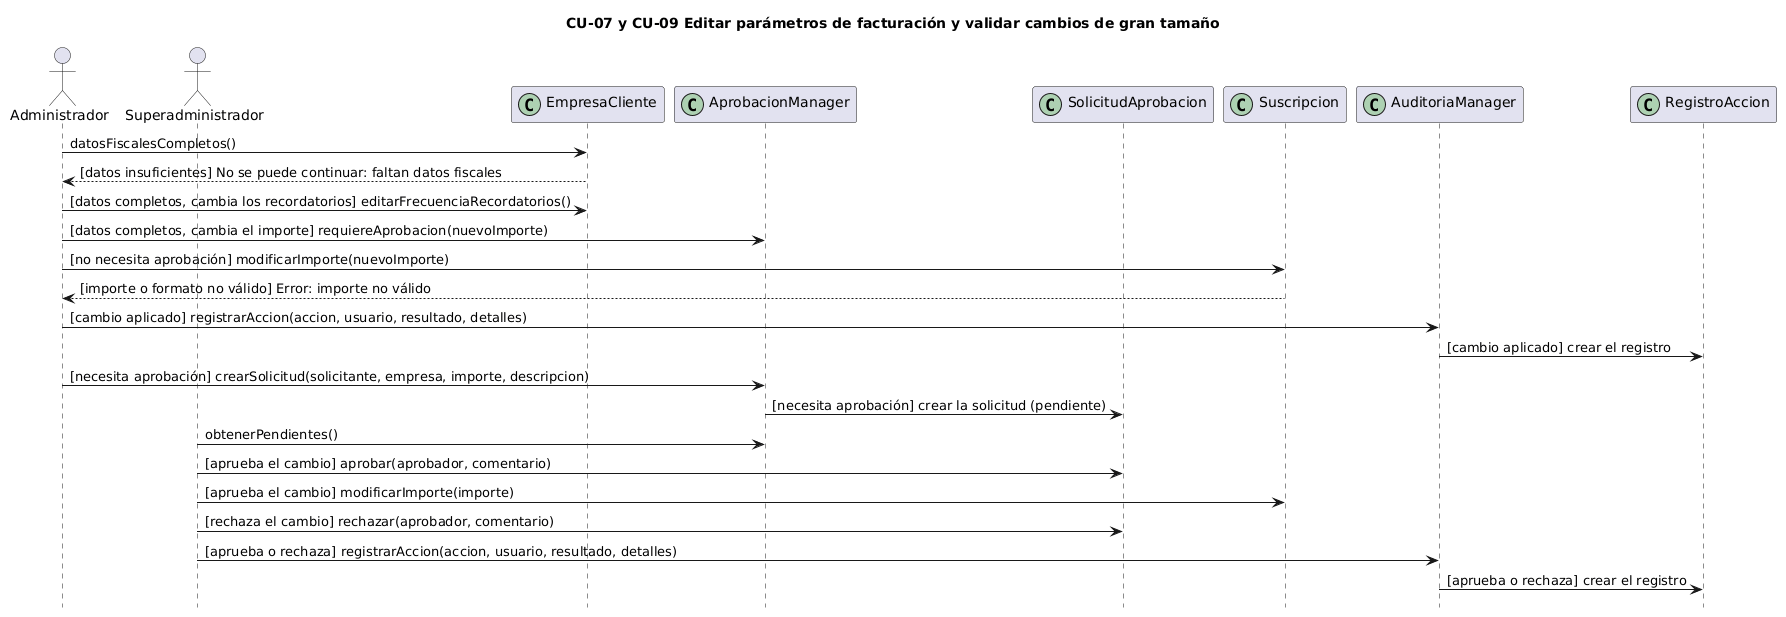 CU-07 y CU-09 Editar parámetros de facturación y validar cambios de gran tamaño
Administrador
Superadministrador
C EmpresaCliente
C AprobacionManager
C SolicitudAprobacion
C Suscripcion
C AuditoriaManager
C RegistroAccion
datosFiscalesCompletos()
[datos insuficientes] No se puede continuar: faltan datos fiscales
[datos completos, cambia los recordatorios] editarFrecuenciaRecordatorios()
[datos completos, cambia el importe] requiereAprobacion(nuevoImporte)
[no necesita aprobación] modificarImporte(nuevoImporte)
[importe o formato no válido] Error: importe no válido
[cambio aplicado] registrarAccion(accion, usuario, resultado, detalles)
[cambio aplicado] crear el registro
[necesita aprobación] crearSolicitud(solicitante, empresa, importe, descripcion)
[necesita aprobación] crear la solicitud (pendiente)
obtenerPendientes()
[aprueba el cambio] aprobar(aprobador, comentario)
[aprueba el cambio] modificarImporte(importe)
[rechaza el cambio] rechazar(aprobador, comentario)
[aprueba o rechaza] registrarAccion(accion, usuario, resultado, detalles)
[aprueba o rechaza] crear el registro